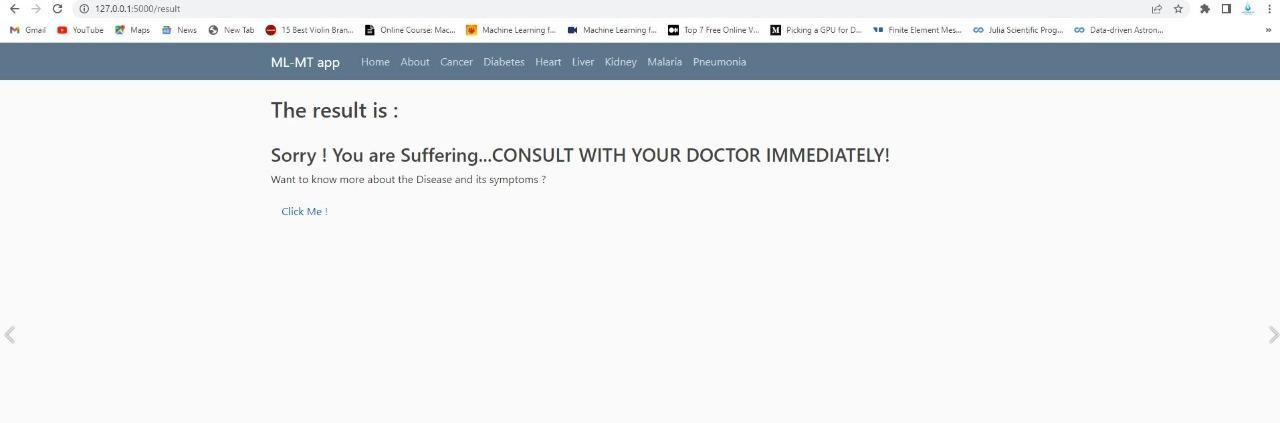 127.0.0.1:5000/result
Gmail YouTube Maps News New Tab 15 Best Violin Bran... Online Course: Mac... Machine Learning f... Machine Learning f... Top 7 Free Online V... Picking a GPU for D... Finite Element Mes... Julia Scientific Prog... Data-driven Astron... »
ML-MT app Home About Cancer Diabetes Heart Liver Kidney Malaria Pneumonia
The result is :
Sorry ! You are Suffering...CONSULT WITH YOUR DOCTOR IMMEDIATELY!
Want to know more about the Disease and its symptoms ?
Click Me !